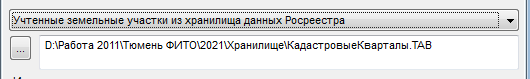 Учтенные земельные участки из хранилища данных Росреестра
... D:\Работа 2011\Тюмень ФИТО\2021\Хранилище\КадастровыеКварталы.TAB